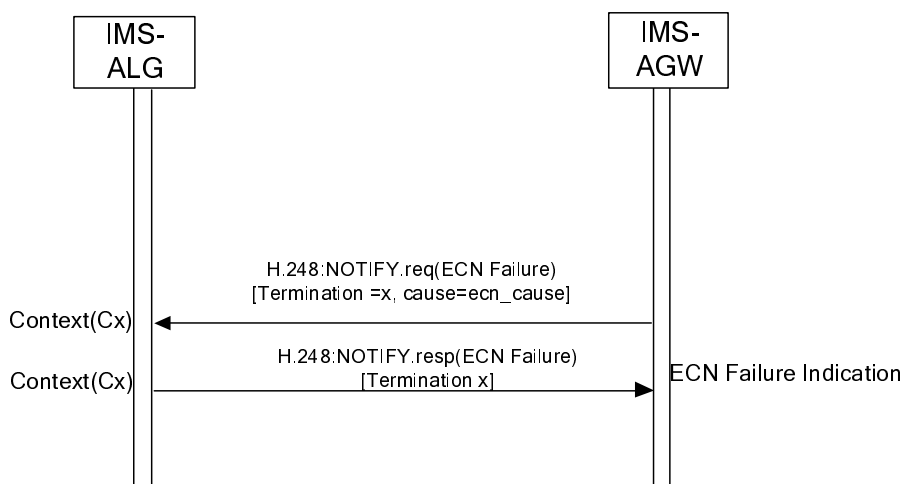 IMS-
ALG
IMS-
AGW
H.248:NOTIFY.req(ECN Failure)
[Termination =x, cause=ecn_cause]
Context(Cx)
H.248:NOTIFY.resp(ECN Failure)
[Termination x]
Context(Cx)
ECN Failure Indication